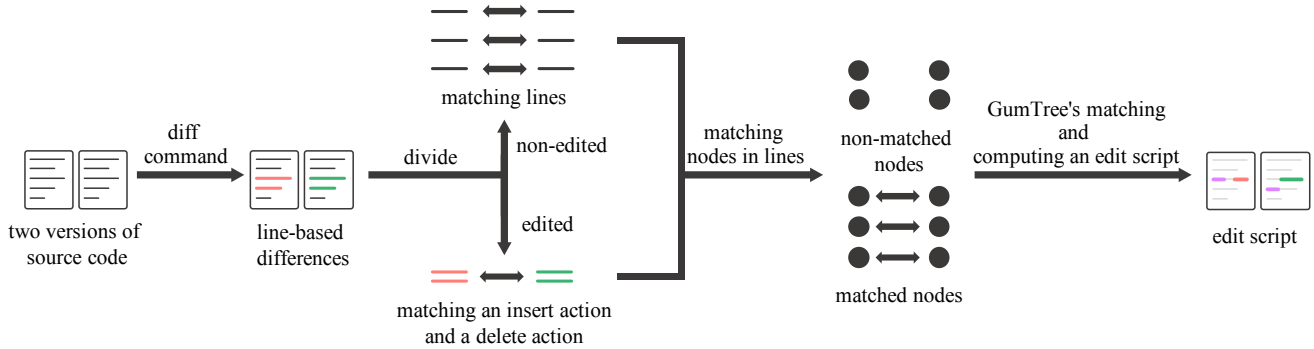 two versions of
source code
diff
command
line-based
differences
divide
matching lines
non-edited
edited
matching an insert action
and a delete action
matching
nodes in lines
non-matched
nodes
matched nodes
GumTree's matching
and
computing an edit script
edit script